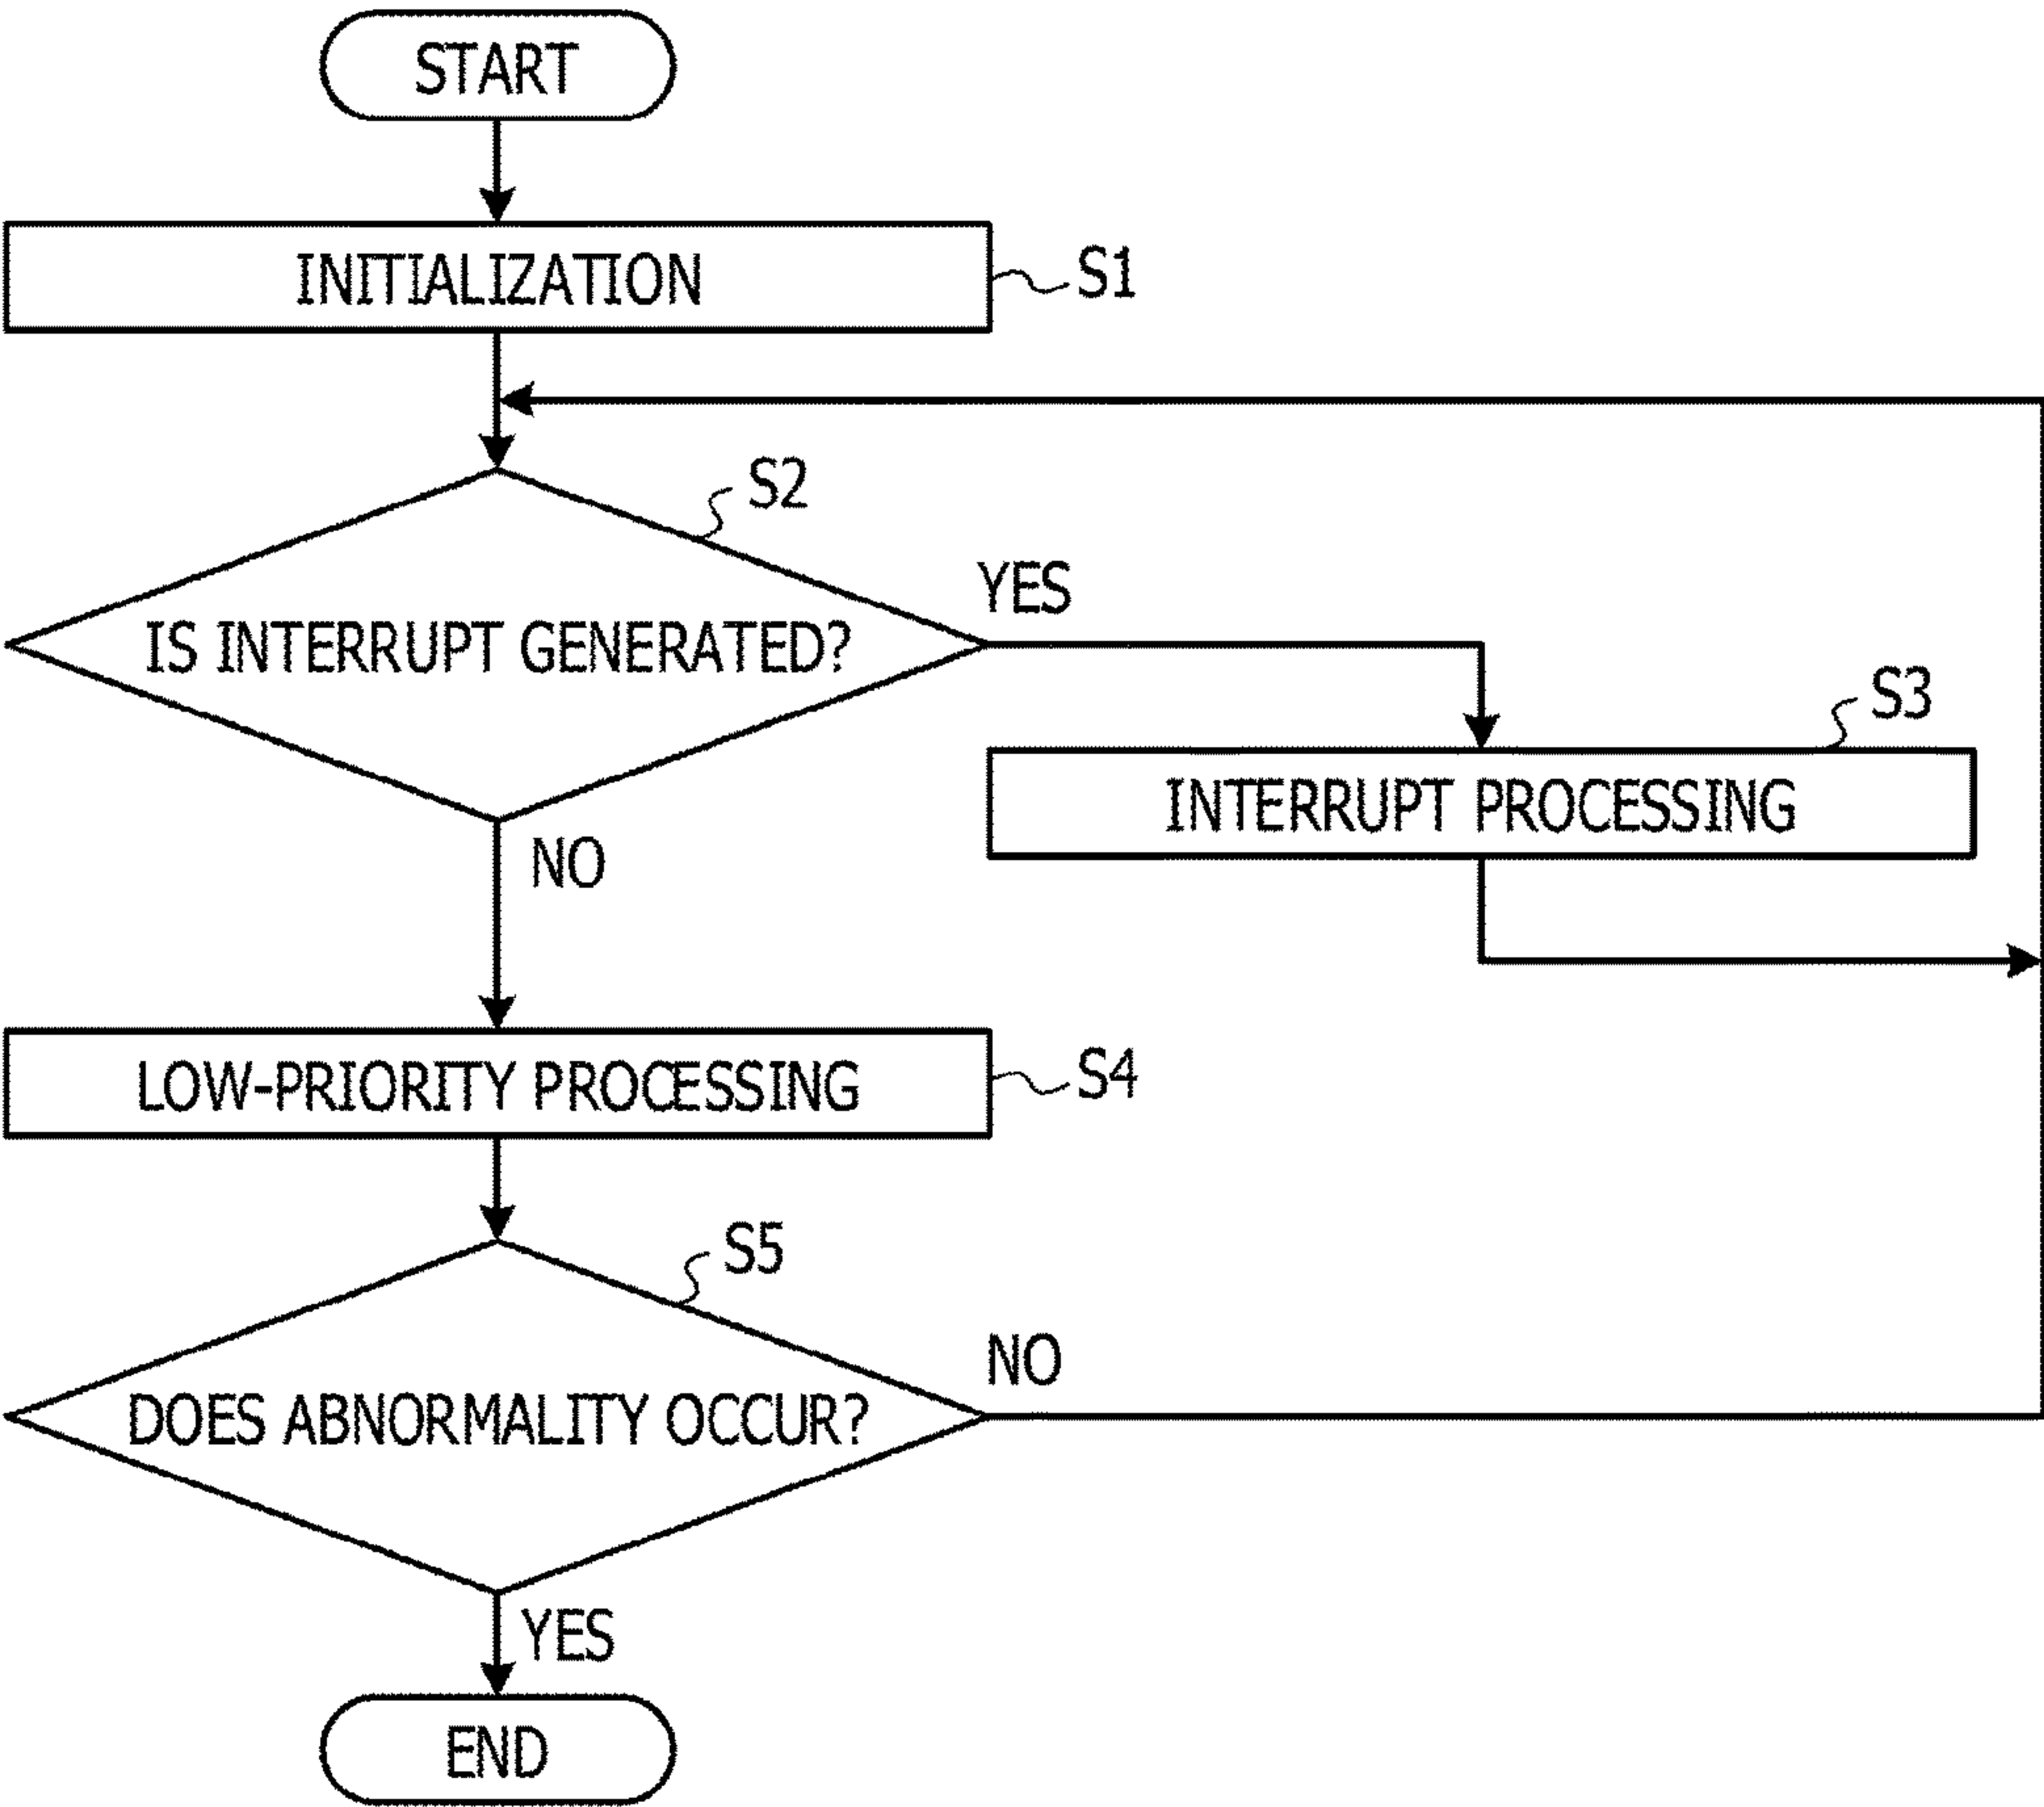 START
INITIALIZATION
S1
S2
IS INTERRUPT GENERATED?
YES
S3
INTERRUPT PROCESSING
NO
LOW-PRIORITY PROCESSING
S4
S5
DOES ABNORMALITY OCCUR?
NO
YES
END